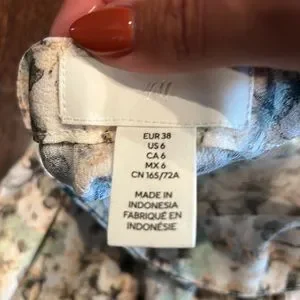 EUR 38
US 6
CA 6
MX 6
CN 165/72A
MADE IN
INDONESIA
FABRIQUÉ EN
INDONÉSIE